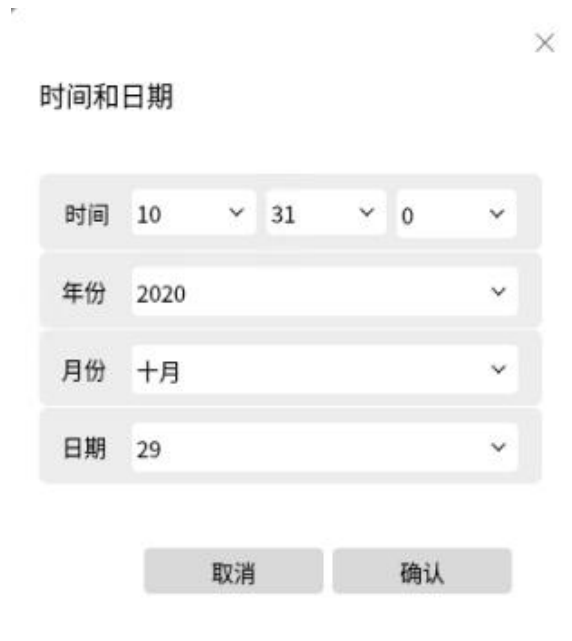 时间和日期
时间 10 31 0
年份 2020
月份 十月
日期 29
取消 确认